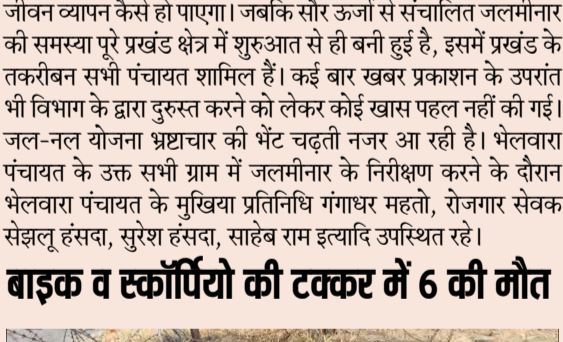 जीवन व्यापन कैसे हो पाएगा। जबकि सौर ऊर्जा से संचालित जलमीनार
की समस्या पूरे प्रखंड क्षेत्र में शुरुआत से ही बनी हुई है, इसमें प्रखंड के
तकरीबन सभी पंचायत शामिल हैं। कई बार खबर प्रकाशन के उपरांत
भी विभाग के द्वारा दुरुस्त करने को लेकर कोई खास पहल नहीं की गई।
जल-नल योजना भ्रष्टाचार की भेंट चढ़ती नजर आ रही है। भेलवारा
पंचायत के उक्त सभी ग्राम में जलमीनार के निरीक्षण करने के दौरान
भेलवारा पंचायत के मुखिया प्रतिनिधि गंगाधर महतो, रोजगार सेवक
सेझलू हंसदा, सुरेश हंसदा, साहेब राम इत्यादि उपस्थित रहे।
बाइक व स्कॉर्पियो की टक्कर में 6 की मौत